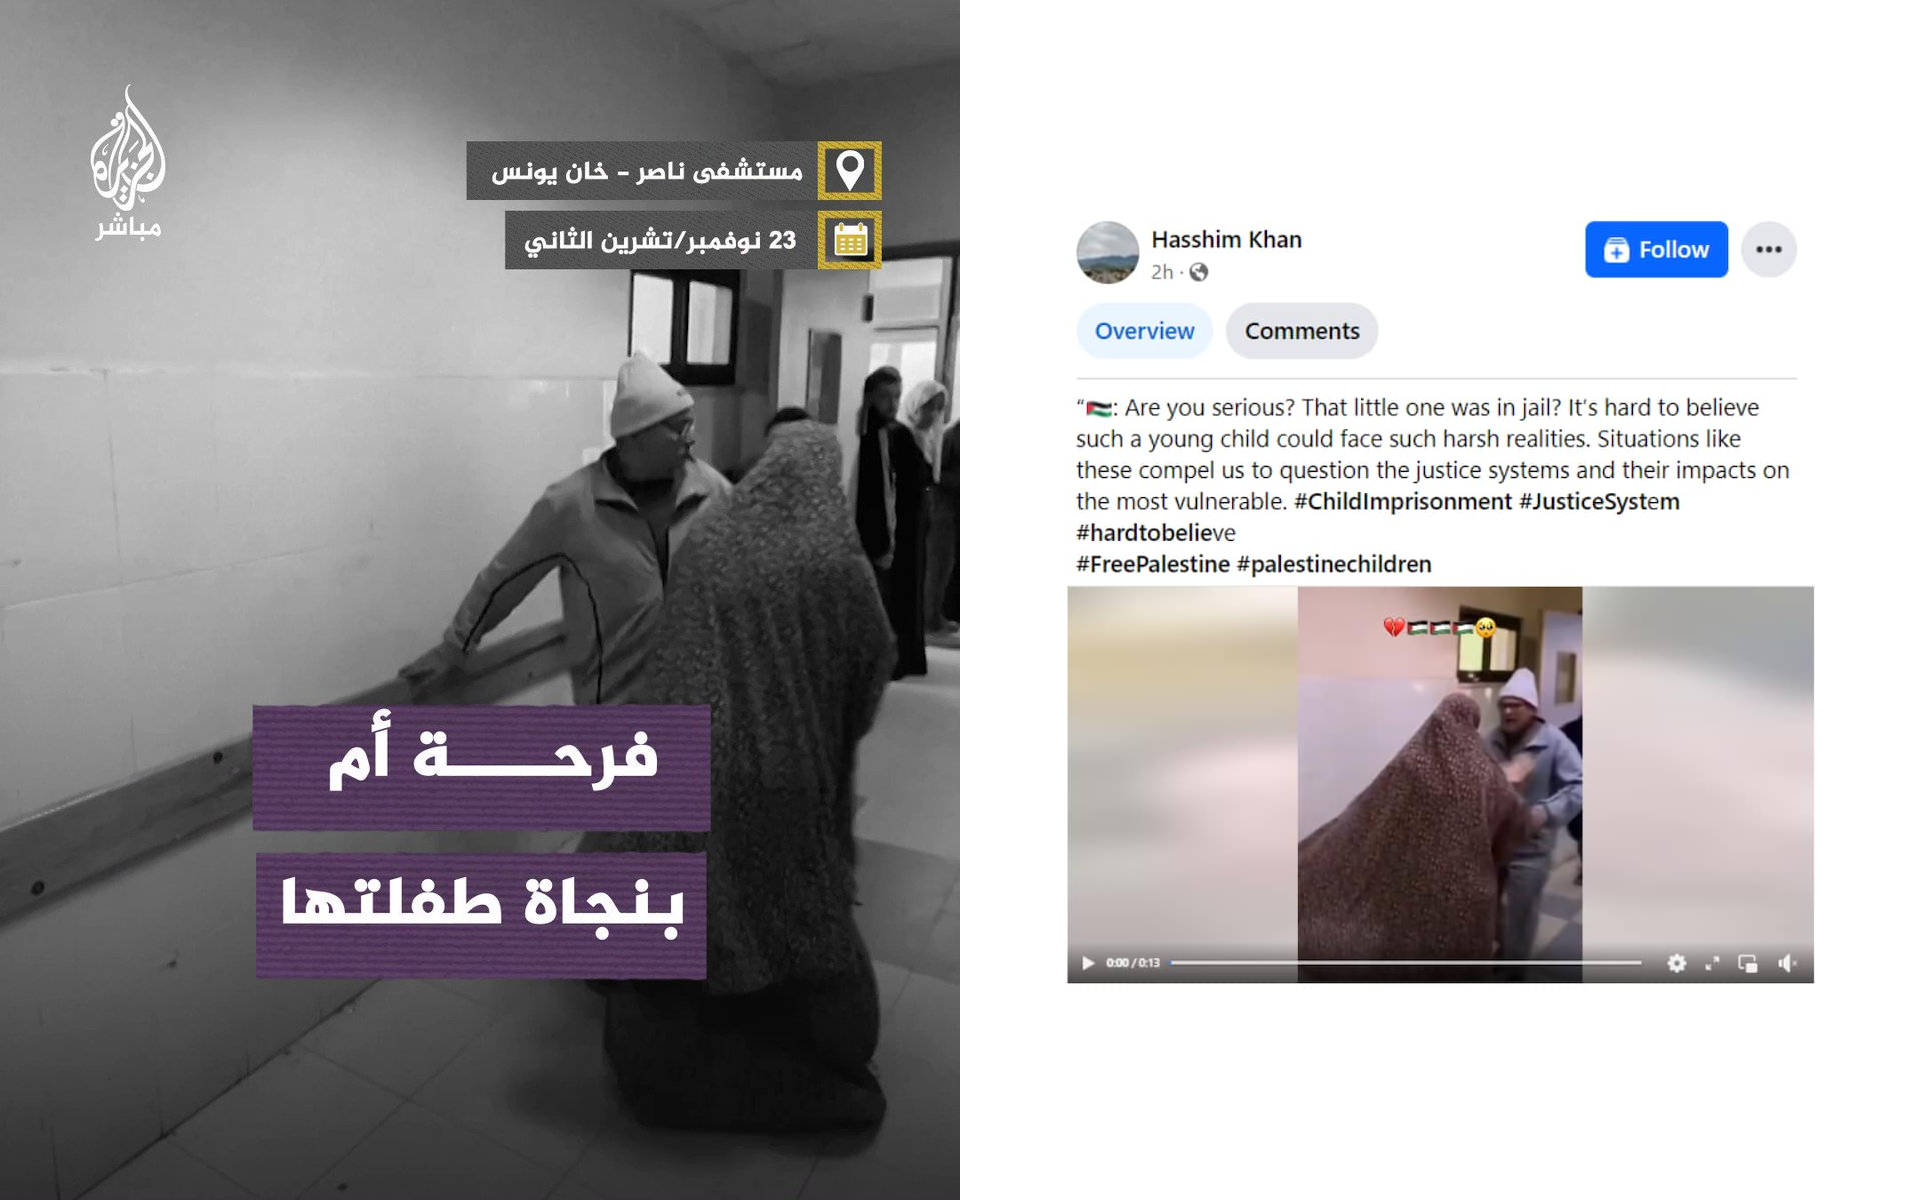 الجزيرة
مباشر
مستشفى ناصر - خان يونس
23 نوفمبر/تشرين الثاني
فرحـــــة أم
بنجاة طفلتها
Hasshim Khan
2h ·
Follow
Overview
Comments
“🇵🇸: Are you serious? That little one was in jail? It's hard to believe
such a young child could face such harsh realities. Situations like
these compel us to question the justice systems and their impacts on
the most vulnerable. #ChildImprisonment #JusticeSystem
#hardtobelieve
#FreePalestine #palestinechildren
0:00 / 0:13